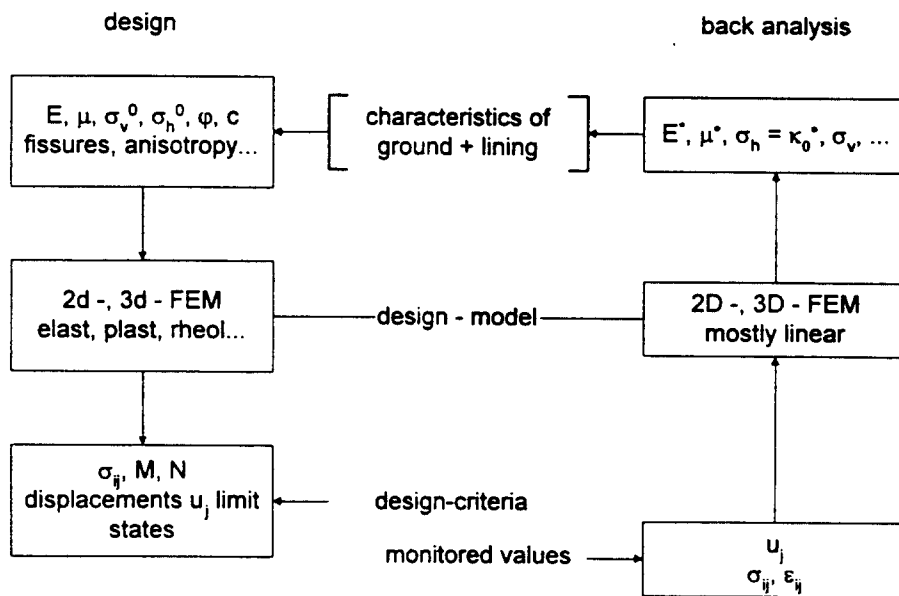 design
back analysis
E, μ, σᵥ⁰, σₕ⁰, φ, c
fissures, anisotropy...
characteristics of
ground + lining
E*, μ*, σₕ = κ₀*, σᵥ, ...
2d -, 3d - FEM
elast, plast, rheol...
design - model
2D -, 3D - FEM
mostly linear
σᵢⱼ, M, N
displacements uⱼ limit
states
design-criteria
monitored values
uⱼ
σᵢⱼ, εᵢⱼ